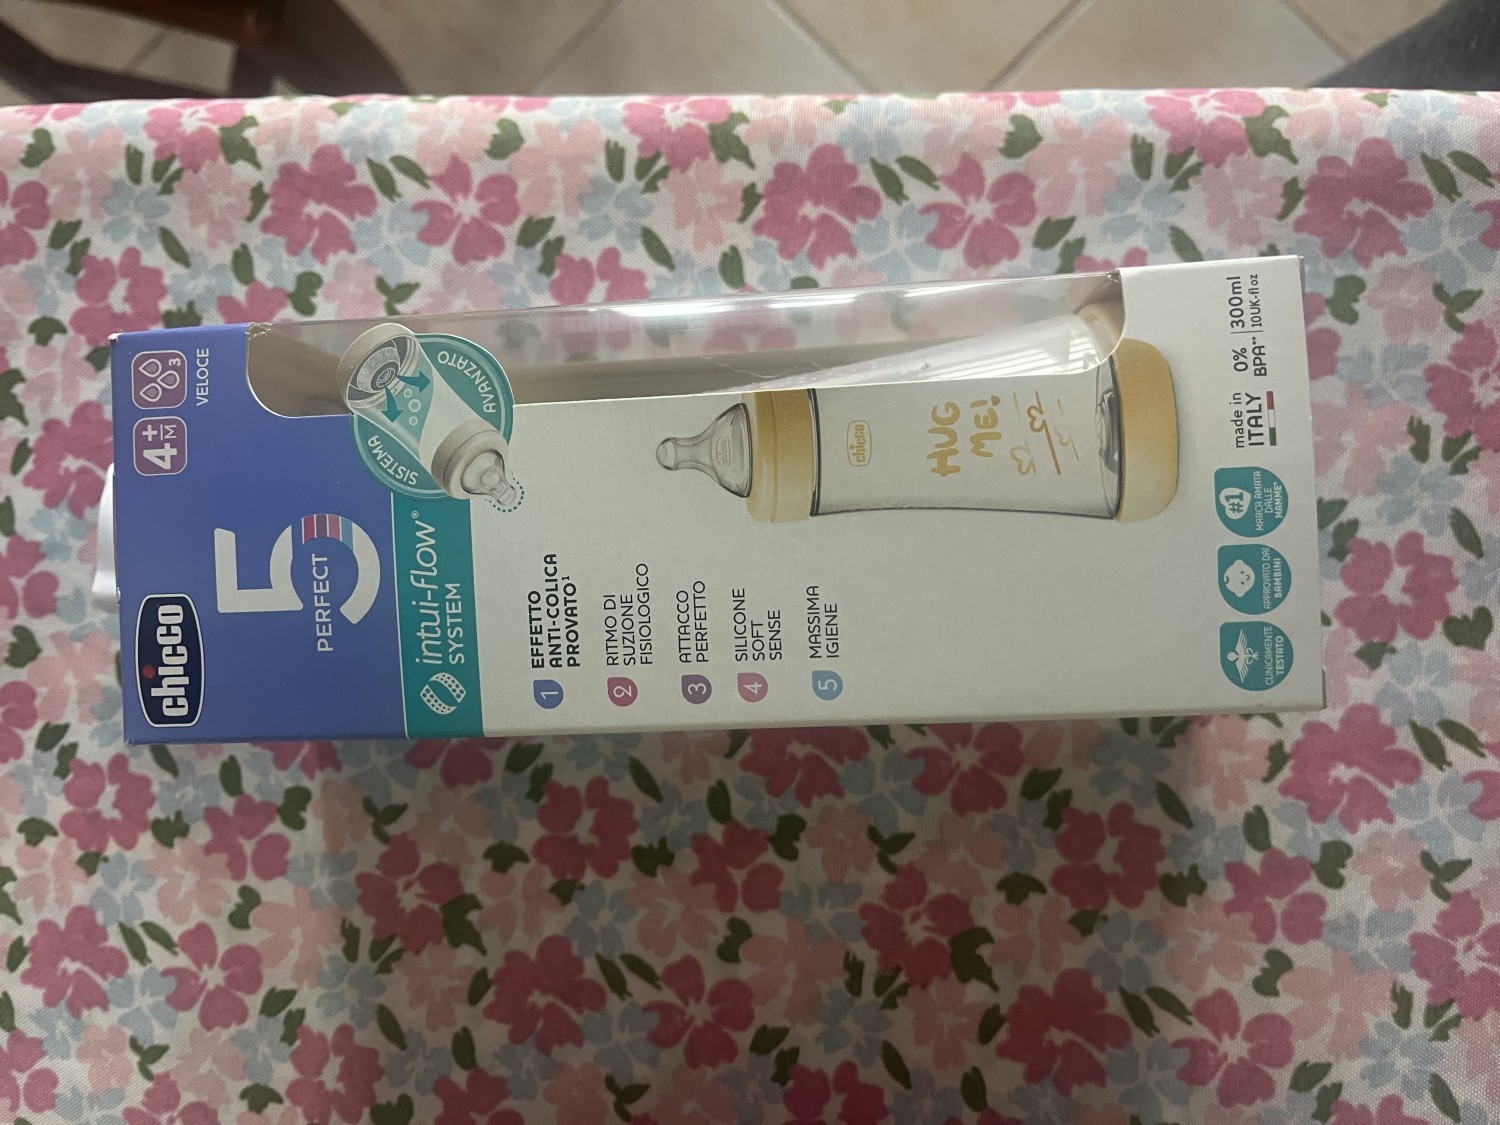 chicco
4+
M
3
VELOCE
5
PERFECT
intui-flow®
SYSTEM
SISTEMA
AVANZATO
1
EFFETTO
ANTI-COLICA
PROVATO¹
2
RITMO DI
SUZIONE
FISIOLOGICO
3
ATTACCO
PERFETTO
4
SILICONE
SOFT
SENSE
5
MASSIMA
IGIENE
chicco
HUG
ME!
CLINICAMENTE
TESTATO
APPROVATO DAI
BAMBINI
#1
MARCA AMATA
DALLE
MAMME*
made in
ITALY
0%
BPA**
300ml
10UK-fl oz